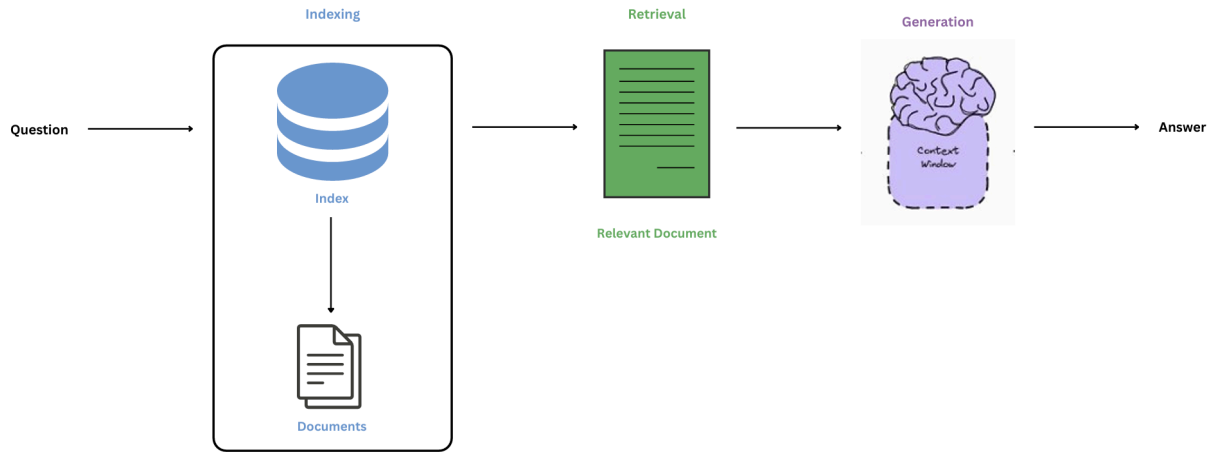 Indexing
Retrieval
Generation
Question
Index
Documents
Relevant Document
Context
Window
Answer